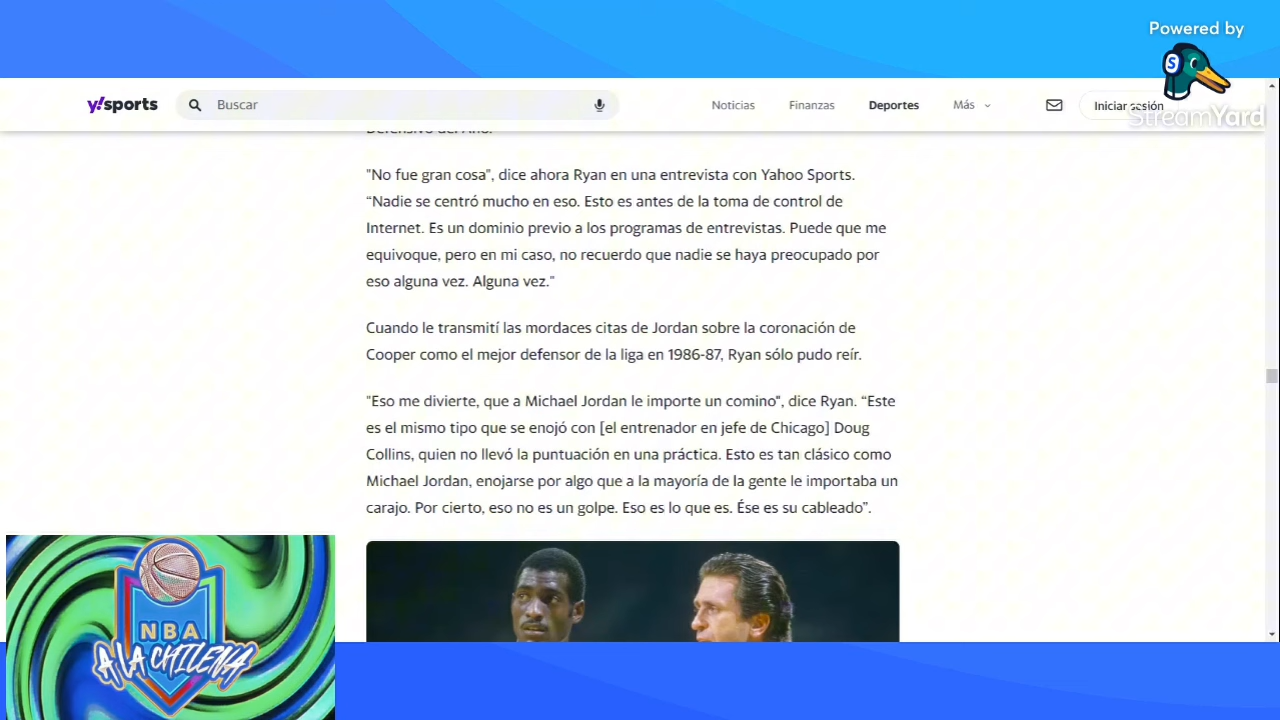 Powered by
S
StreamYard
y!sports
Buscar
Noticias
Finanzas
Deportes
Más
Iniciar sesión
Defensivo del Año.
"No fue gran cosa", dice ahora Ryan en una entrevista con Yahoo Sports.
“Nadie se centró mucho en eso. Esto es antes de la toma de control de
Internet. Es un dominio previo a los programas de entrevistas. Puede que me
equivoque, pero en mi caso, no recuerdo que nadie se haya preocupado por
eso alguna vez. Alguna vez."
Cuando le transmití las mordaces citas de Jordan sobre la coronación de
Cooper como el mejor defensor de la liga en 1986-87, Ryan sólo pudo reír.
"Eso me divierte, que a Michael Jordan le importe un comino", dice Ryan. “Este
es el mismo tipo que se enojó con [el entrenador en jefe de Chicago] Doug
Collins, quien no llevó la puntuación en una práctica. Esto es tan clásico como
Michael Jordan, enojarse por algo que a la mayoría de la gente le importaba un
carajo. Por cierto, eso no es un golpe. Eso es lo que es. Ése es su cableado”.
NBA
A LA CHILENA